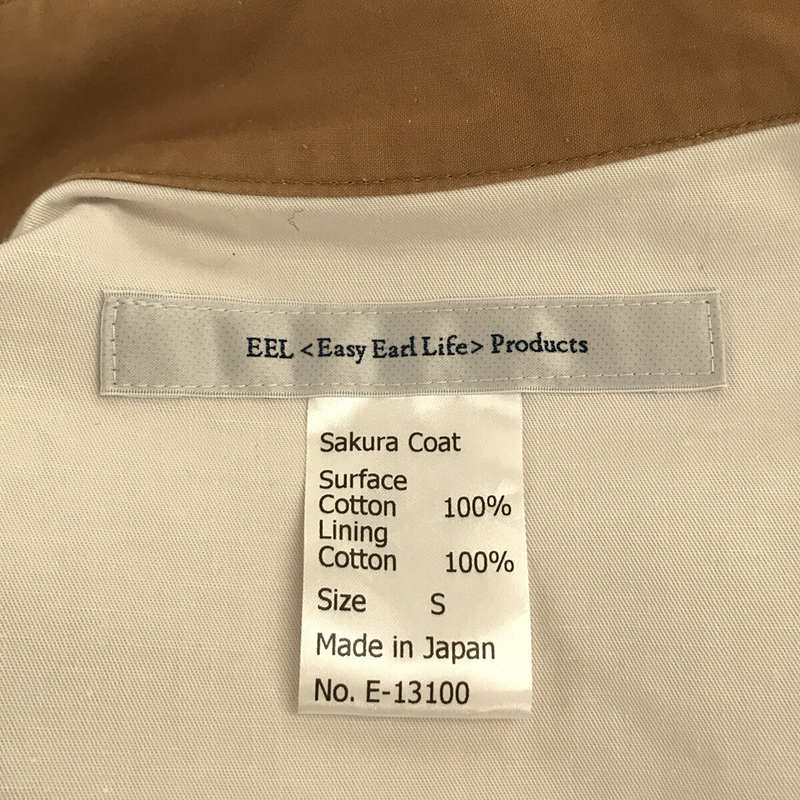 EEL <Easy Earl Life> Products
Sakura Coat
Surface
Cotton 100%
Lining
Cotton 100%
Size S
Made in Japan
No. E-13100